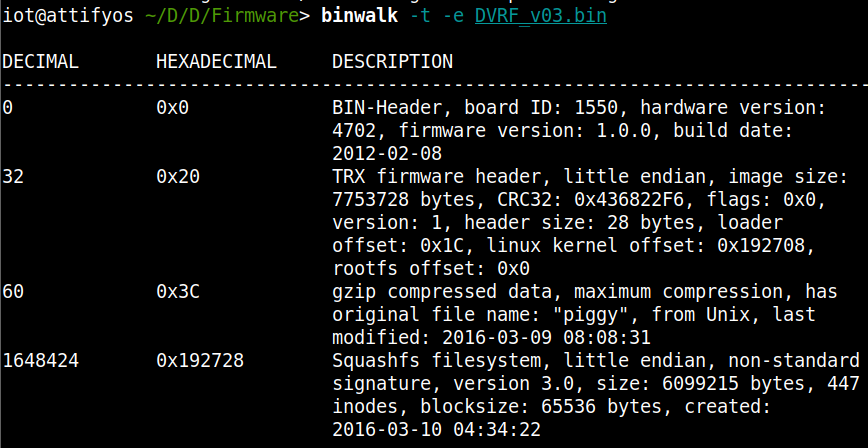 iot@attifyos ~/D/D/Firmware> binwalk -t -e DVRF_v03.bin
DECIMAL HEXADECIMAL DESCRIPTION
--------------------------------------------------------------------------------
0 0x0 BIN-Header, board ID: 1550, hardware version:
4702, firmware version: 1.0.0, build date:
2012-02-08
32 0x20 TRX firmware header, little endian, image size:
7753728 bytes, CRC32: 0x436822F6, flags: 0x0,
version: 1, header size: 28 bytes, loader
offset: 0x1C, linux kernel offset: 0x192708,
rootfs offset: 0x0
60 0x3C gzip compressed data, maximum compression, has
original file name: "piggy", from Unix, last
modified: 2016-03-09 08:08:31
1648424 0x192728 Squashfs filesystem, little endian, non-standard
signature, version 3.0, size: 6099215 bytes, 447
inodes, blocksize: 65536 bytes, created:
2016-03-10 04:34:22